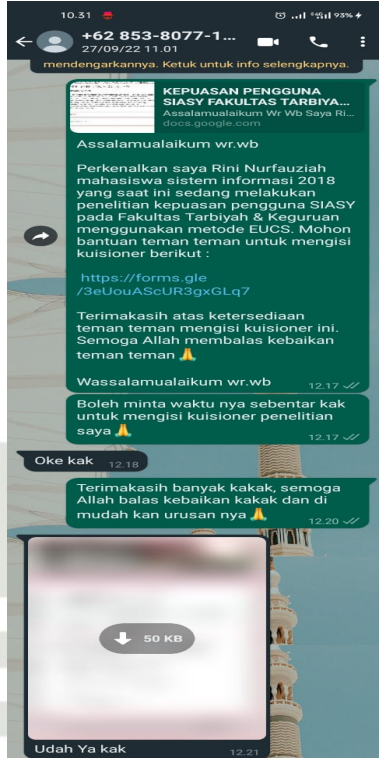 10.31
93%
+62 853-8077-1...
27/09/22 11.01
mendengarkannya. Ketuk untuk info selengkapnya.
KEPUASAN PENGGUNA
SIASY FAKULTAS TARBIYA...
Assalamualaikum Wr Wb Saya Ri...
docs.google.com
Assalamualaikum wr.wb
Perkenalkan saya Rini Nurfauziah
mahasiswa sistem informasi 2018
yang saat ini sedang melakukan
penelitian kepuasan pengguna SIASY
pada Fakultas Tarbiyah & Keguruan
menggunakan metode EUCS. Mohon
bantuan teman teman untuk mengisi
kuisioner berikut :
https://forms.gle
/3eUouAScUR3gxGLq7
Terimakasih atas ketersediaan
teman teman mengisi kuisioner ini.
Semoga Allah membalas kebaikan
teman teman 🙏
Wassalamualaikum wr.wb
12.17
Boleh minta waktu nya sebentar kak
untuk mengisi kuisioner penelitian
saya 🙏
12.17
Oke kak 12.18
Terimakasih banyak kakak, semoga
Allah balas kebaikan kakak dan di
mudah kan urusan nya 🙏
12.20
50 KB
Udah Ya kak 12.21